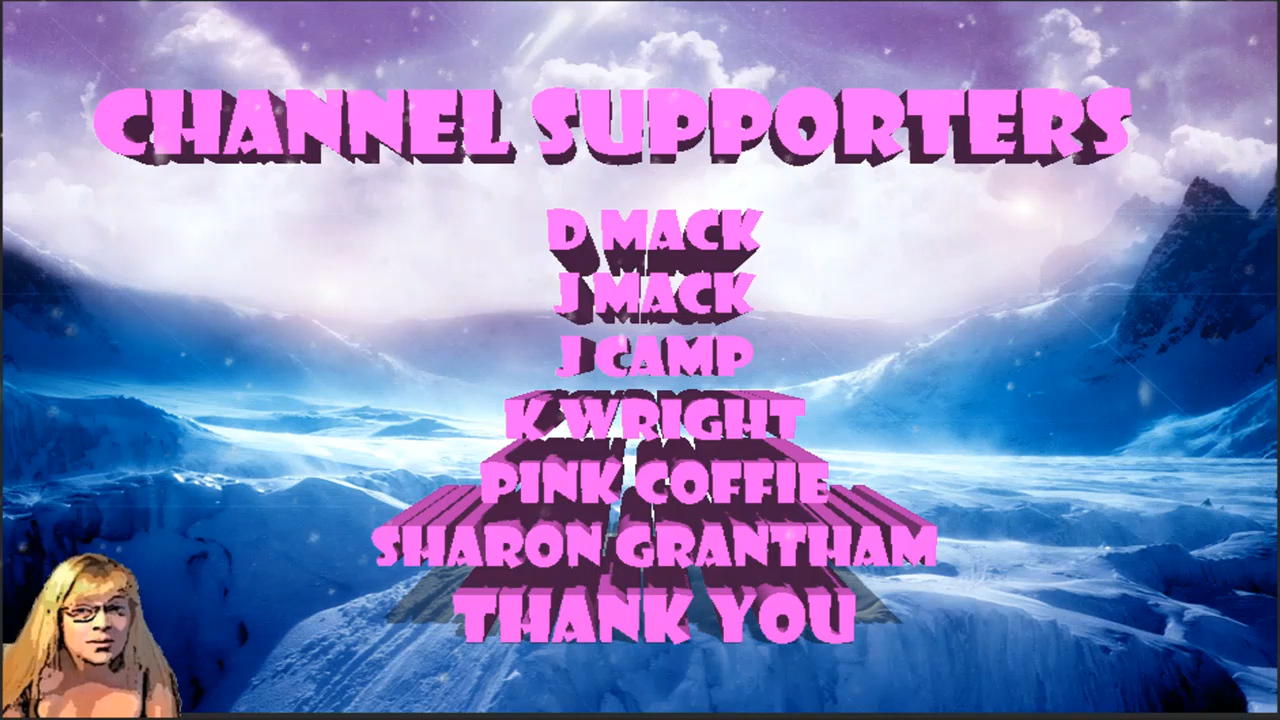 CHANNEL SUPPORTERS
D MACK
J MACK
J CAMP
K WRIGHT
PINK COFFIE
SHARON GRANTHAM
THANK YOU